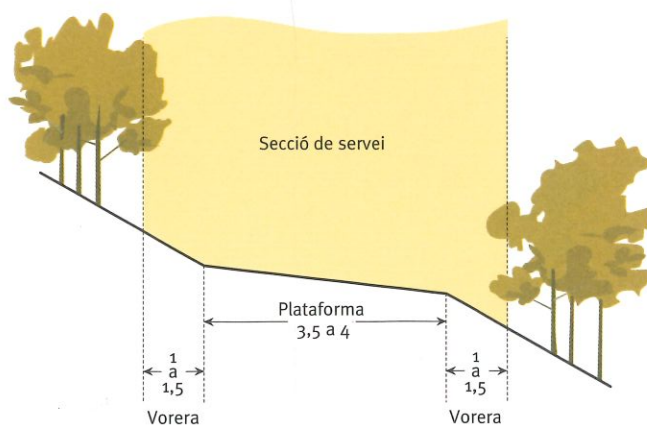 Secció de servei
Plataforma
3,5 a 4
1
a
1,5
Vorera
1
a
1,5
Vorera